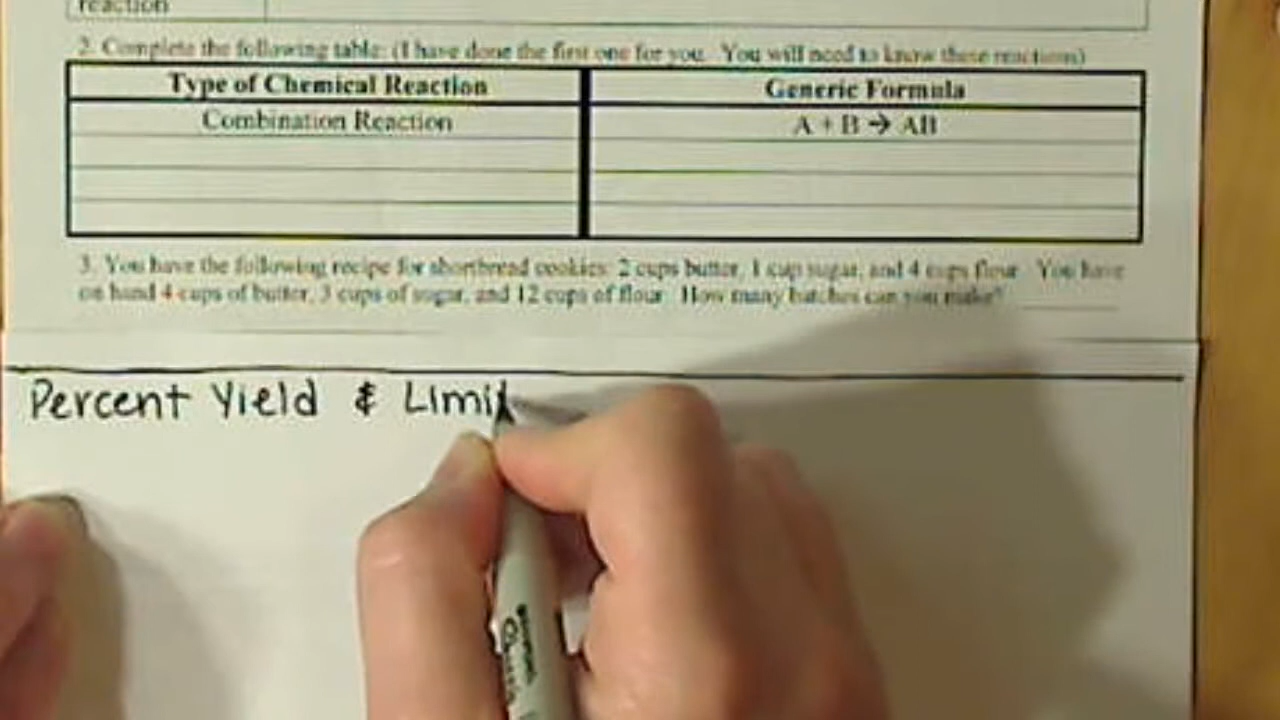 reaction
2. Complete the following table: (I have done the first one for you. You will need to know these reactions)
Type of Chemical Reaction
Generic Formula
Combination Reaction
A + B → AB
3. You have the following recipe for shortbread cookies: 2 cups butter, 1 cup sugar, and 4 cups flour. You have
on hand 4 cups of butter, 3 cups of sugar, and 12 cups of flour. How many batches can you make?
Percent Yield & Limit